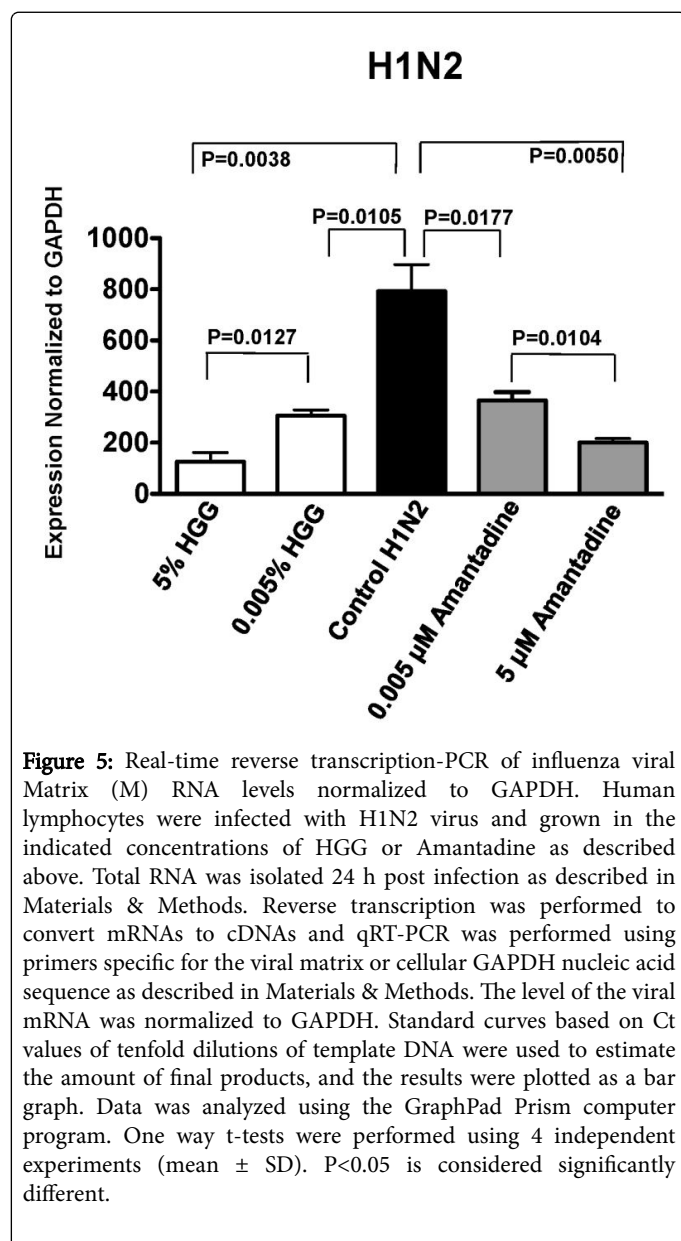 H1N2
P=0.0038
P=0.0050
P=0.0105
P=0.0177
P=0.0127
P=0.0104
Expression Normalized to GAPDH
1000
800
600
400
200
0
5% HGG
0.005% HGG
Control H1N2
0.005 µM Amantadine
5 µM Amantadine
Figure 5: Real-time reverse transcription-PCR of influenza viral
Matrix (M) RNA levels normalized to GAPDH. Human
lymphocytes were infected with H1N2 virus and grown in the
indicated concentrations of HGG or Amantadine as described
above. Total RNA was isolated 24 h post infection as described in
Materials & Methods. Reverse transcription was performed to
convert mRNAs to cDNAs and qRT-PCR was performed using
primers specific for the viral matrix or cellular GAPDH nucleic acid
sequence as described in Materials & Methods. The level of the viral
mRNA was normalized to GAPDH. Standard curves based on Ct
values of tenfold dilutions of template DNA were used to estimate
the amount of final products, and the results were plotted as a bar
graph. Data was analyzed using the GraphPad Prism computer
program. One way t-tests were performed using 4 independent
experiments (mean ± SD). P<0.05 is considered significantly
different.